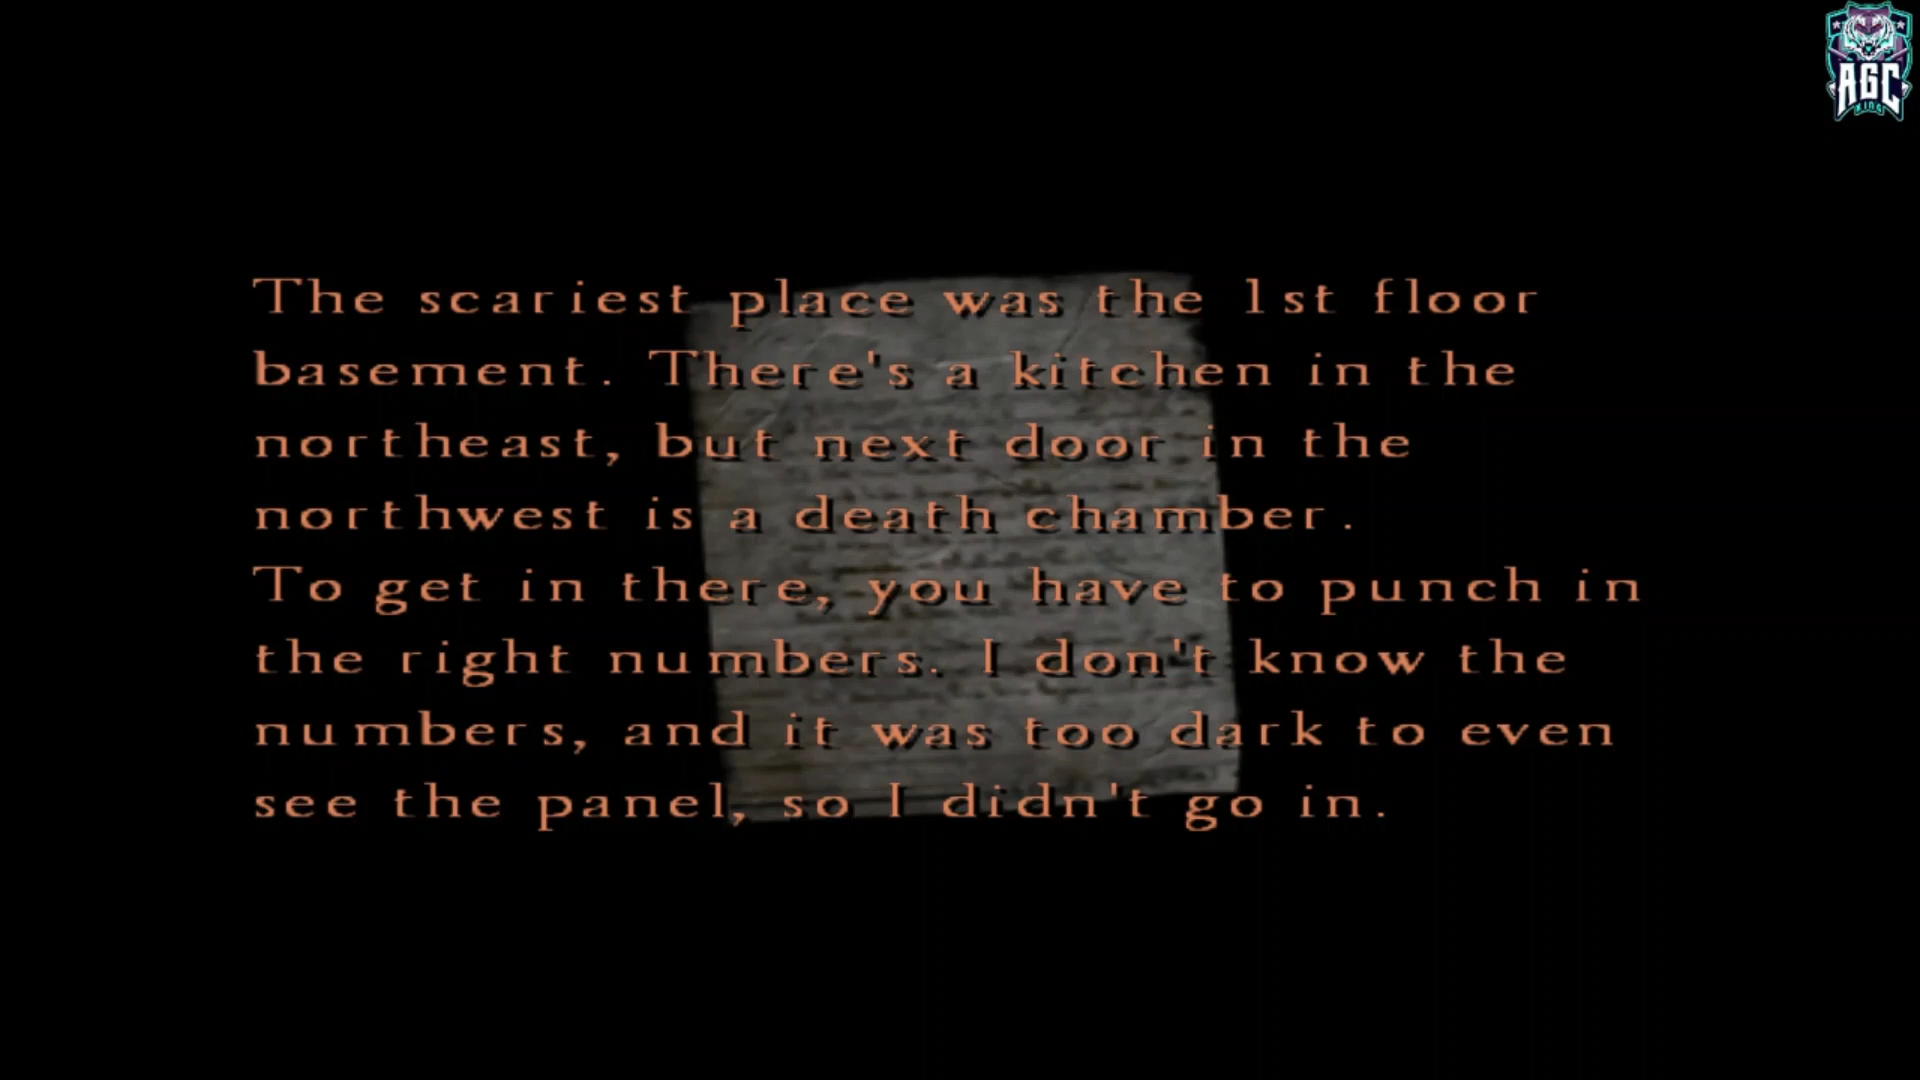 AGC
KING
The scariest place was the 1st floor
basement. There's a kitchen in the
northeast, but next door in the
northwest is a death chamber.
To get in there, you have to punch in
the right numbers. I don't know the
numbers, and it was too dark to even
see the panel, so I didn't go in.